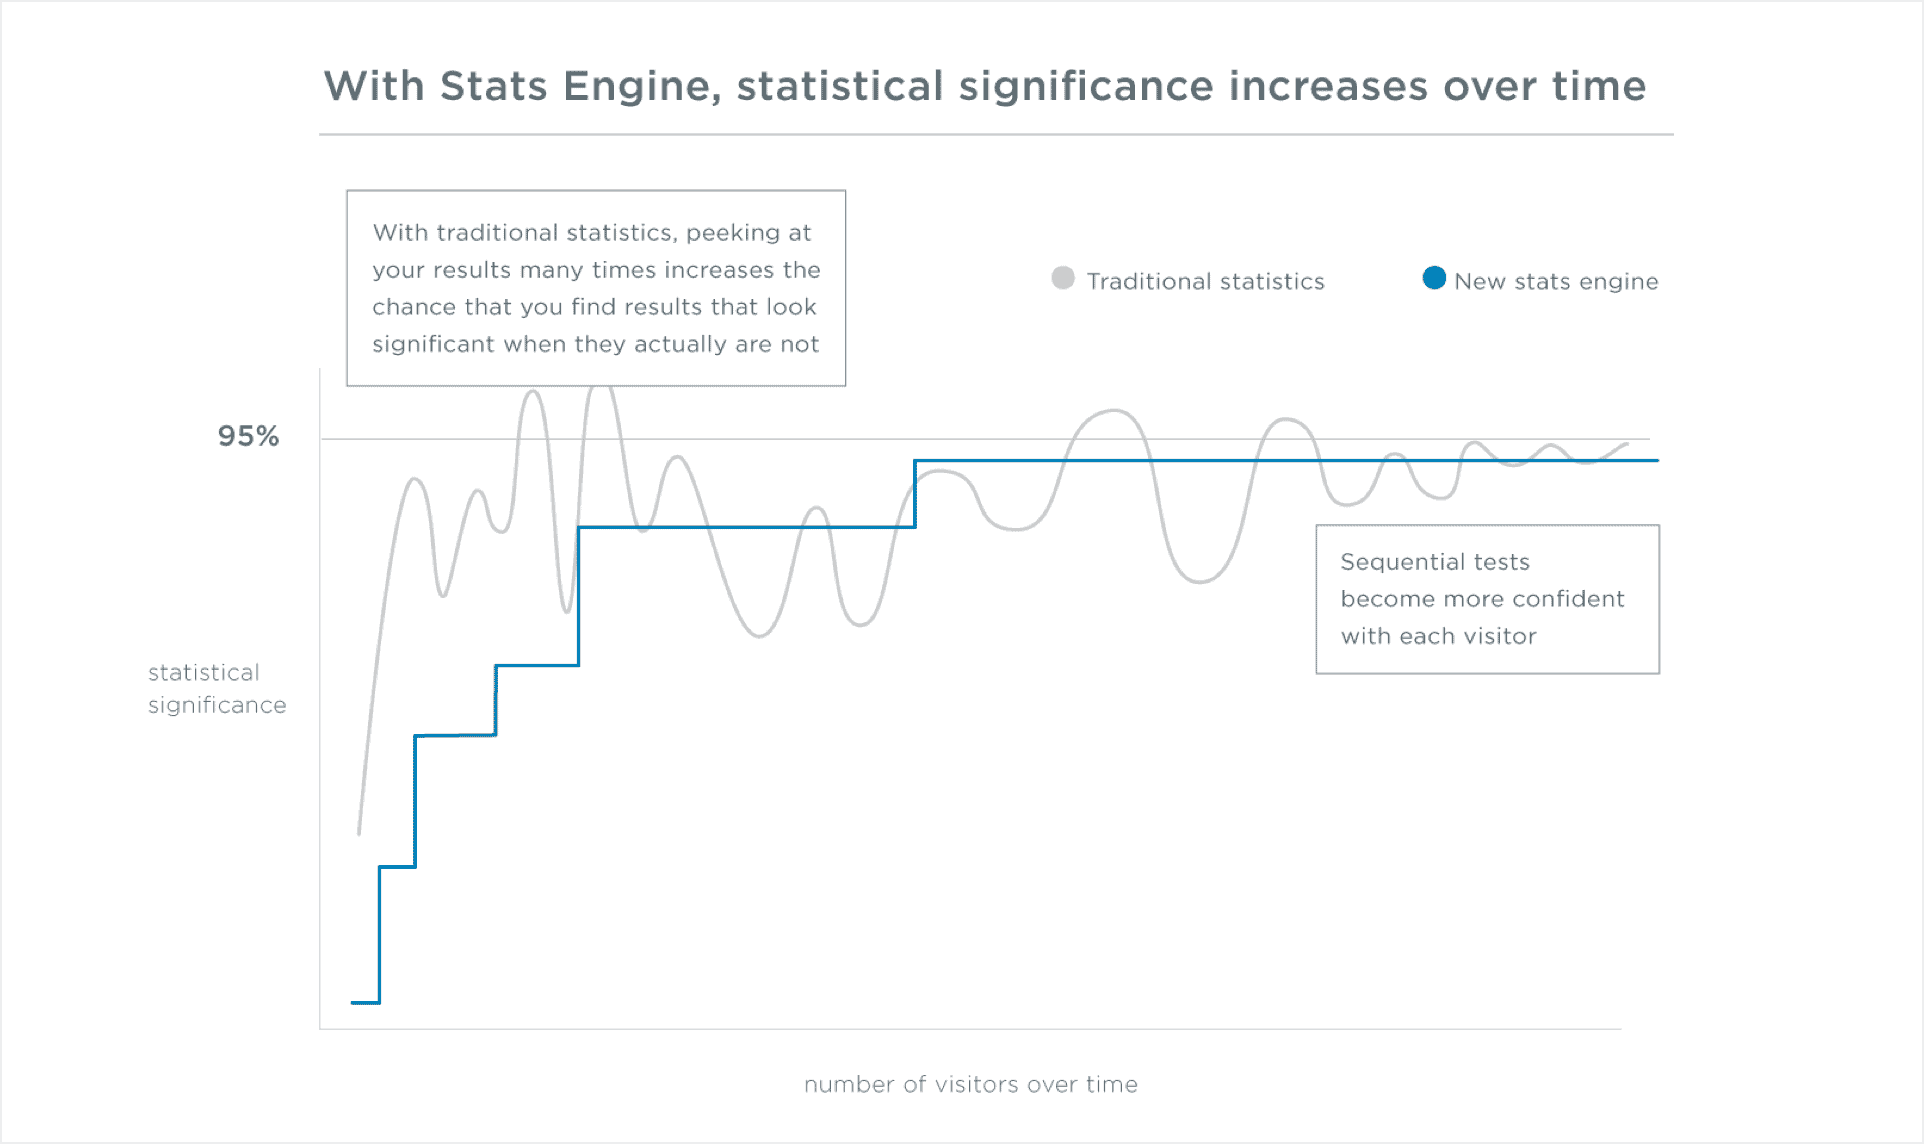 With Stats Engine, statistical significance increases over time
With traditional statistics, peeking at
your results many times increases the
chance that you find results that look
significant when they actually are not
Traditional statistics
New stats engine
95%
Sequential tests
become more confident
with each visitor
statistical
significance
number of visitors over time